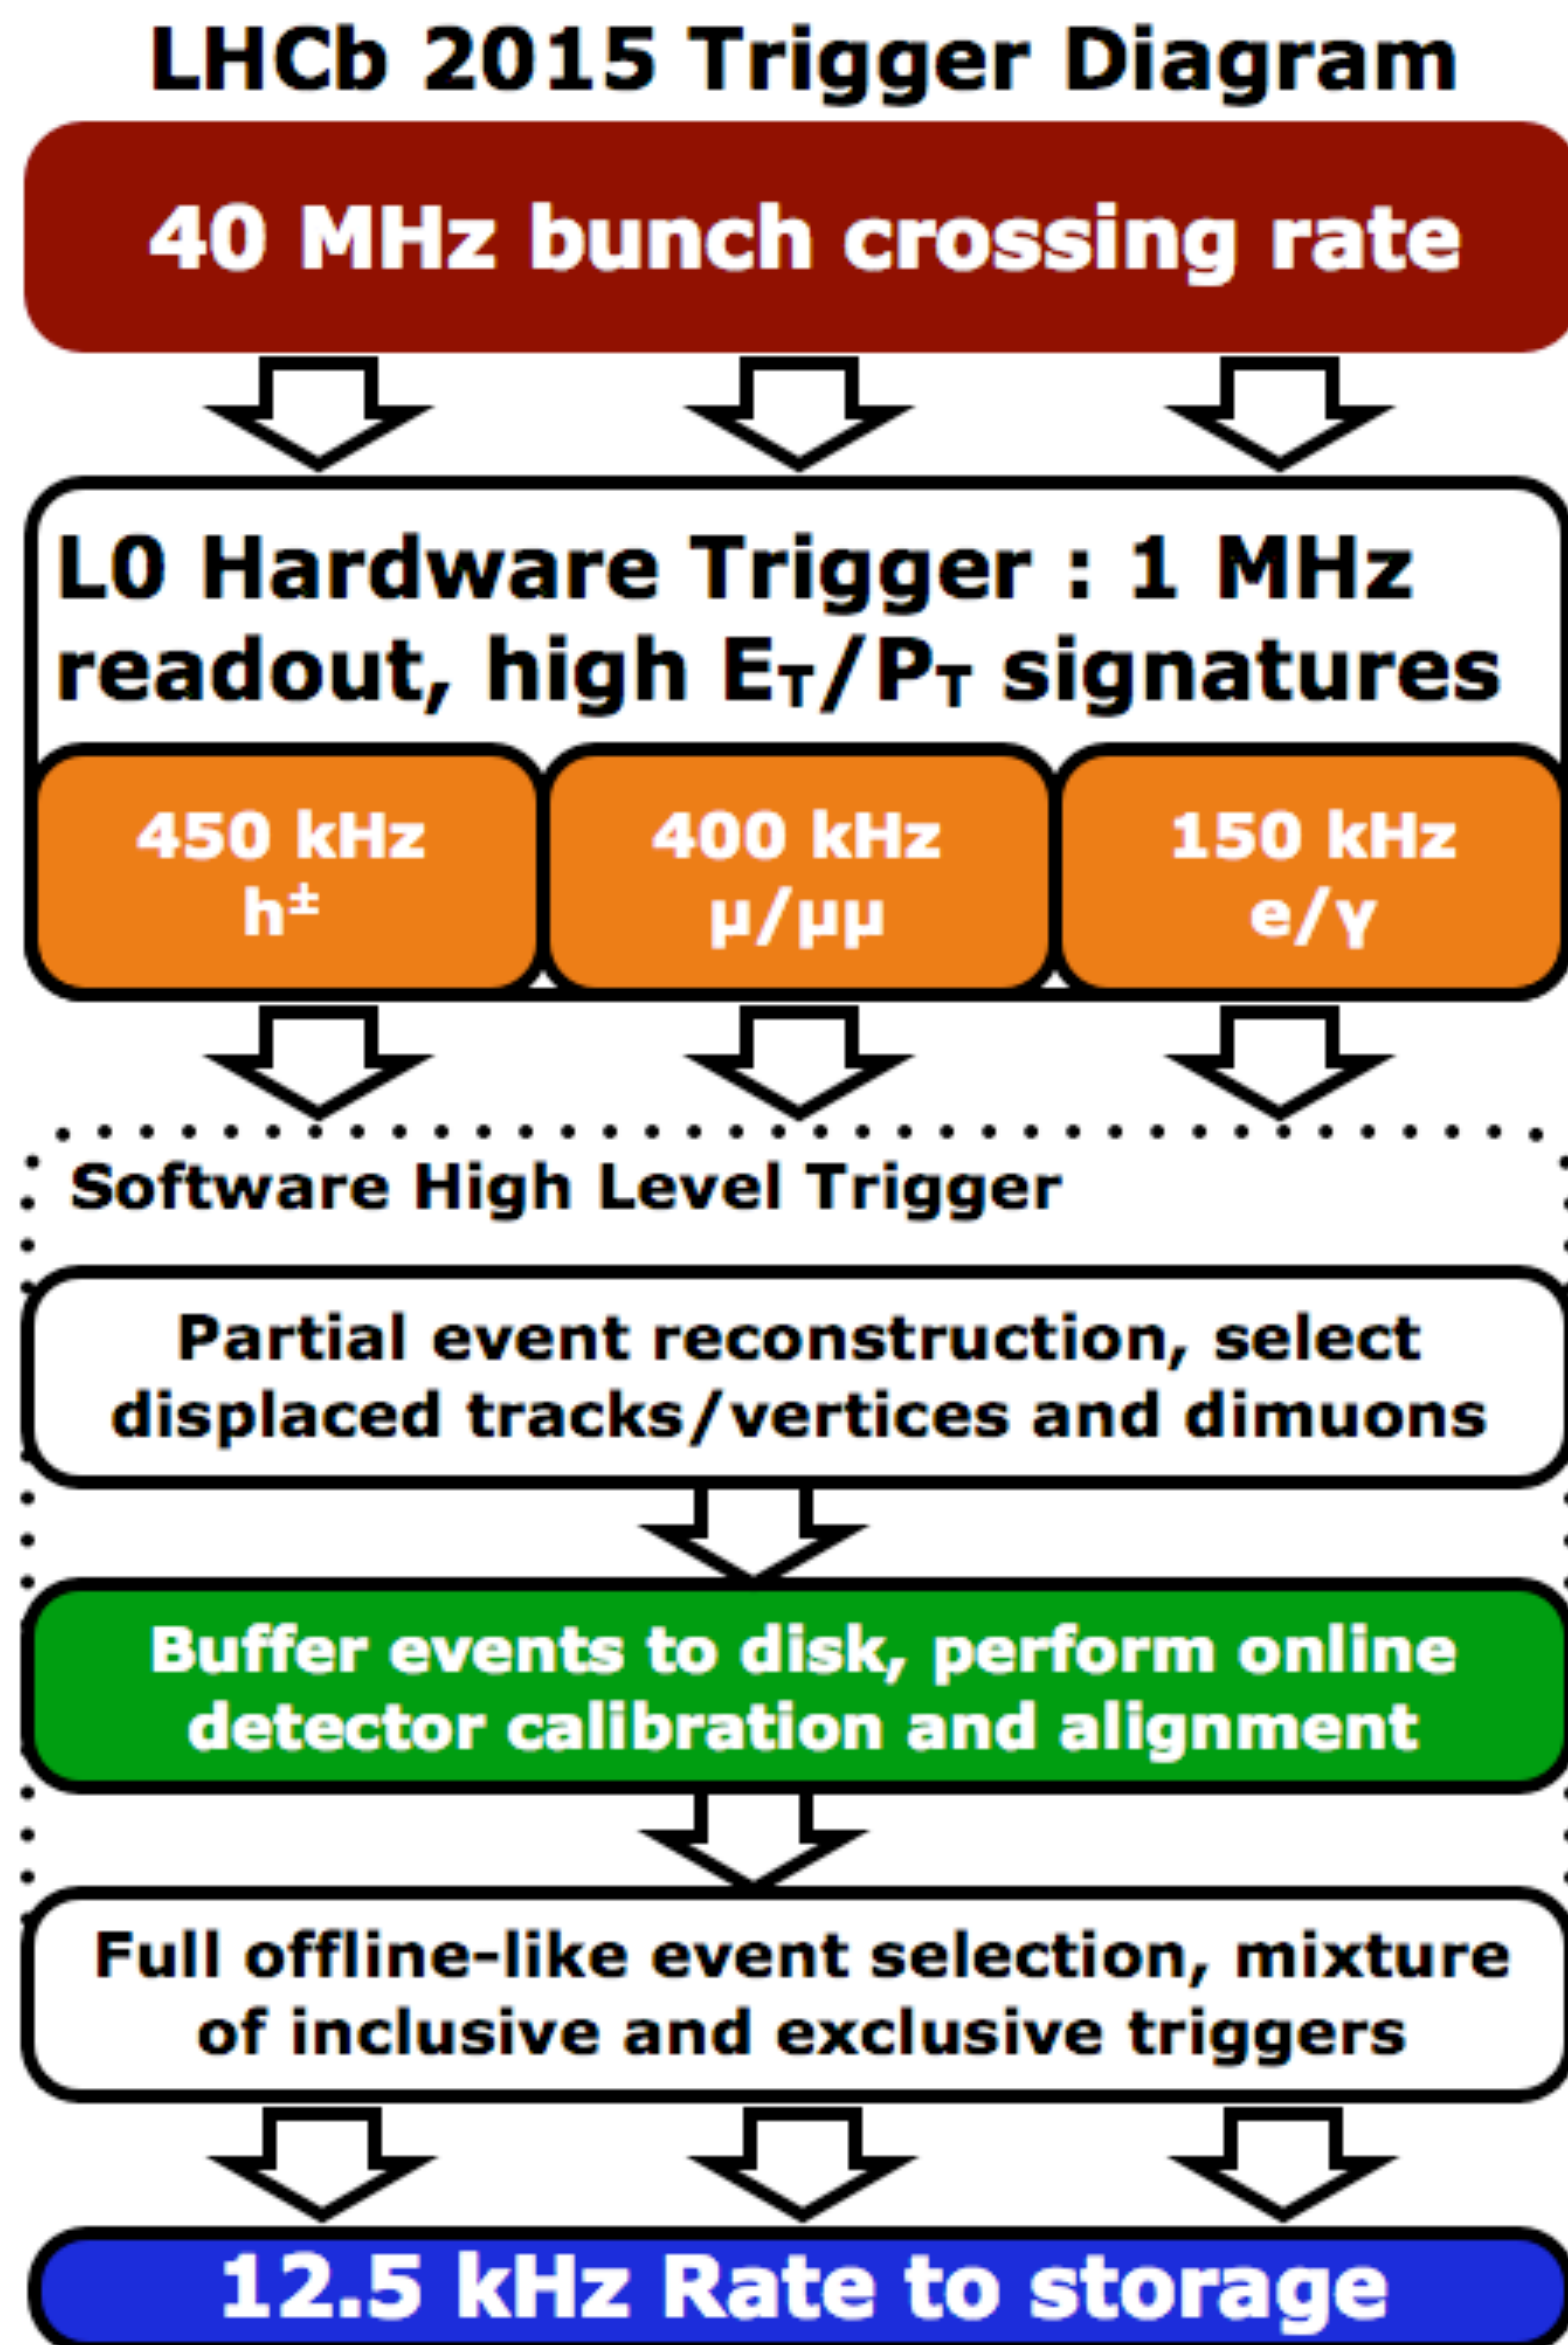 LHCb 2015 Trigger Diagram
40 MHz bunch crossing rate
L0 Hardware Trigger : 1 MHz
readout, high ET/PT signatures
450 kHz
h±
400 kHz
µ/µµ
150 kHz
e/γ
Software High Level Trigger
Partial event reconstruction, select
displaced tracks/vertices and dimuons
Buffer events to disk, perform online
detector calibration and alignment
Full offline-like event selection, mixture
of inclusive and exclusive triggers
12.5 kHz Rate to storage